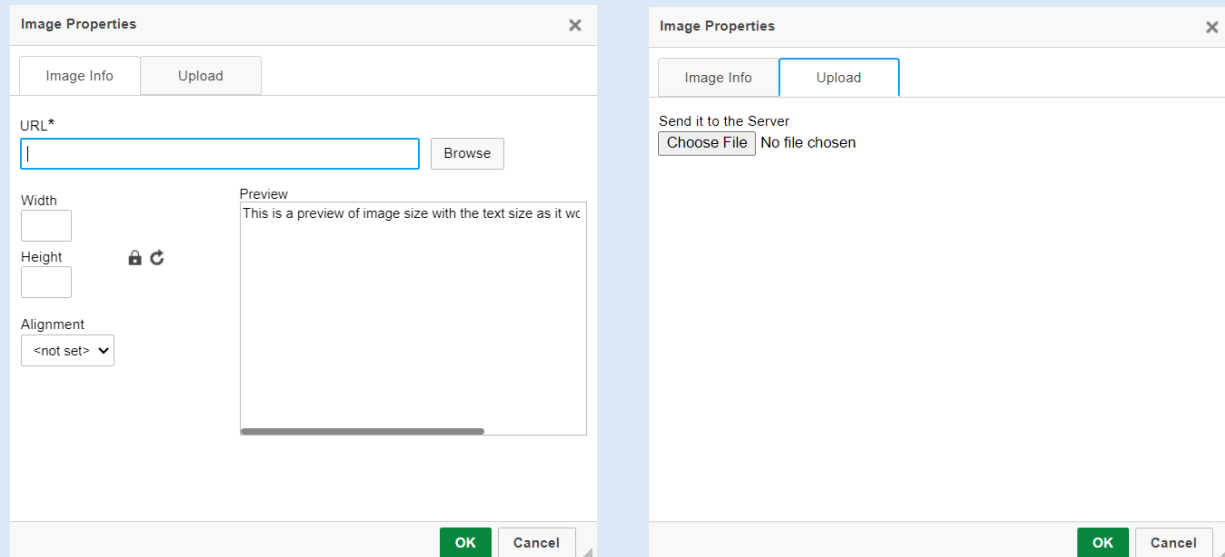 Image Properties
Image Info Upload
URL*
Browse
Width
Preview
This is a preview of image size with the text size as it
Height
Alignment
<not set>
OK Cancel
Image Properties
Image Info Upload
Send it to the Server
Choose File No file chosen
OK Cancel